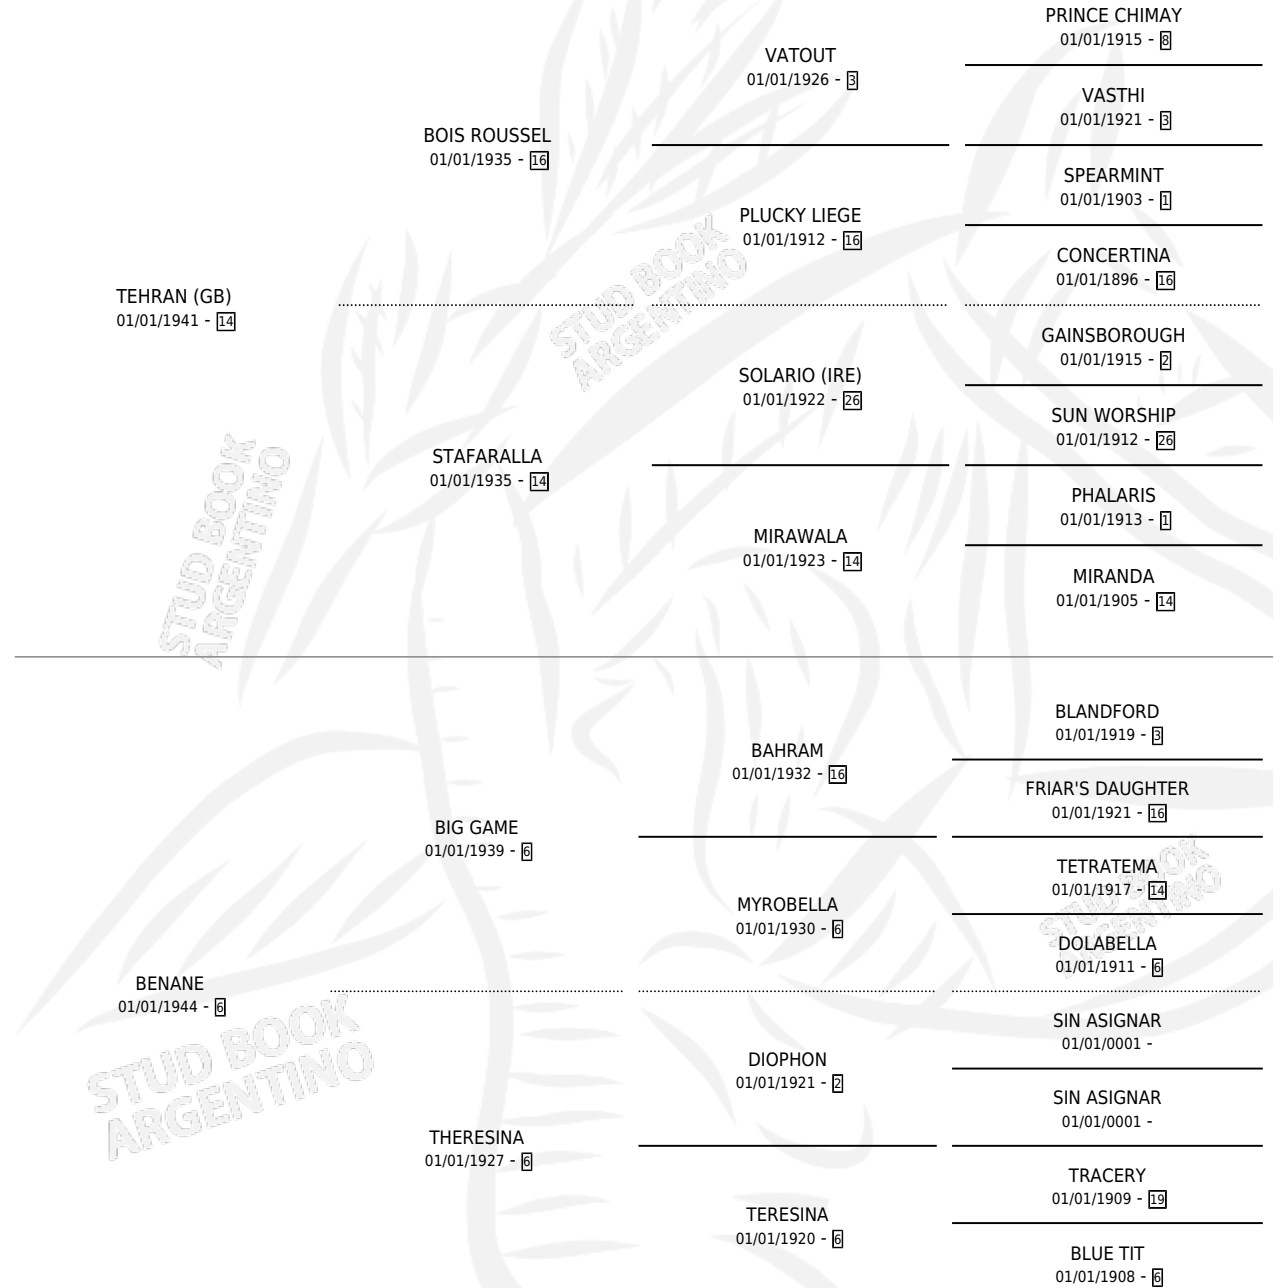 PRINCE CHIMAY
01/01/1915 - 8
VATOUT
01/01/1926 - 3
VASTHI
01/01/1921 - 3
BOIS ROUSSEL
01/01/1935 - 16
SPEARMINT
01/01/1903 - 1
PLUCKY LIEGE
01/01/1912 - 16
CONCERTINA
01/01/1896 - 16
TEHRAN (GB)
01/01/1941 - 14
GAINSBOROUGH
01/01/1915 - 2
SOLARIO (IRE)
01/01/1922 - 26
SUN WORSHIP
01/01/1912 - 26
STAFARALLA
01/01/1935 - 14
PHALARIS
01/01/1913 - 1
MIRAWALA
01/01/1923 - 14
MIRANDA
01/01/1905 - 14
BLANDFORD
01/01/1919 - 3
BAHRAM
01/01/1932 - 16
FRIAR'S DAUGHTER
01/01/1921 - 16
BIG GAME
01/01/1939 - 6
TETRATEMA
01/01/1917 - 14
MYROBELLA
01/01/1930 - 6
DOLABELLA
01/01/1911 - 6
BENANE
01/01/1944 - 6
SIN ASIGNAR
01/01/0001 -
DIOPHON
01/01/1921 - 2
SIN ASIGNAR
01/01/0001 -
THERESINA
01/01/1927 - 6
TRACERY
01/01/1909 - 19
TERESINA
01/01/1920 - 6
BLUE TIT
01/01/1908 - 6
STUD BOOK
ARGENTINO
STUD BOOK
ARGENTINO
STUD BOOK
ARGENTINO
STUD BOOK
ARGENTINO